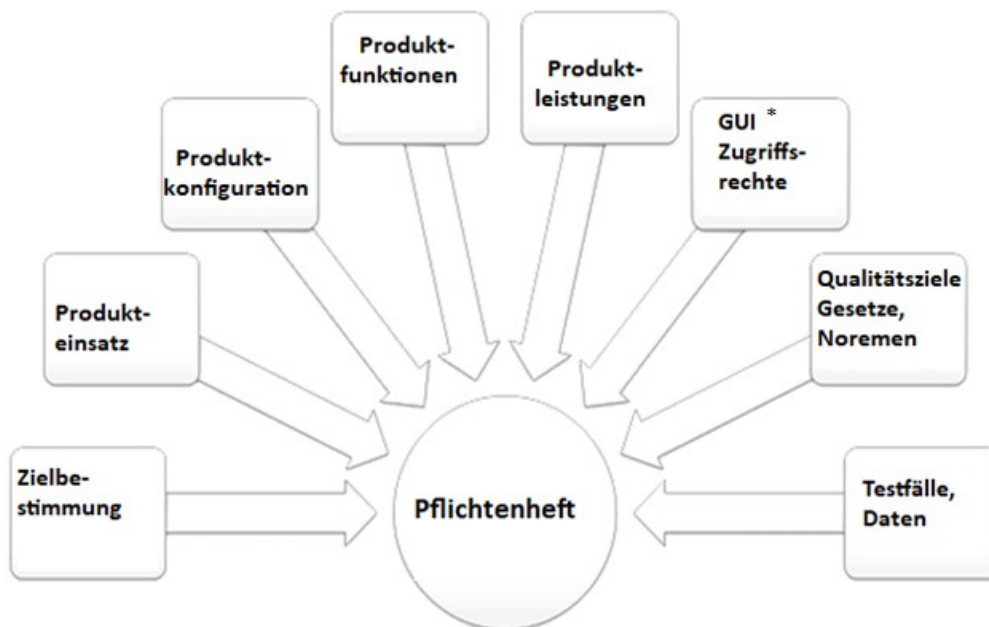 Produkt-
funktionen
Produkt-
leistungen
Produkt-
konfiguration
GUI *
Zugriffs-
rechte
Produkt-
einsatz
Qualitätsziele
Gesetze,
Noremen
Zielbe-
stimmung
Pflichtenheft
Testfälle,
Daten